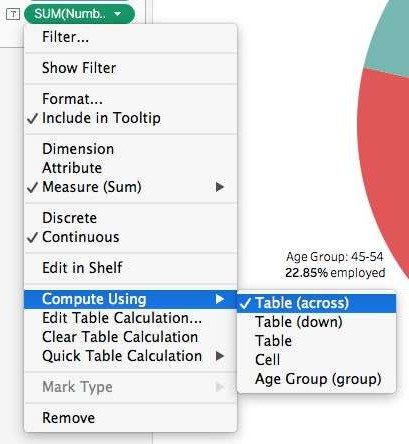 T SUM(Numb..
Filter...
Show Filter
Format...
Include in Tooltip
Dimension
Attribute
Measure (Sum)
Discrete
Continuous
Edit in Shelf
Compute Using
Edit Table Calculation...
Clear Table Calculation
Quick Table Calculation
Mark Type
Remove
Table (across)
Table (down)
Table
Cell
Age Group (group)
Age Group: 45-54
22.85% employed